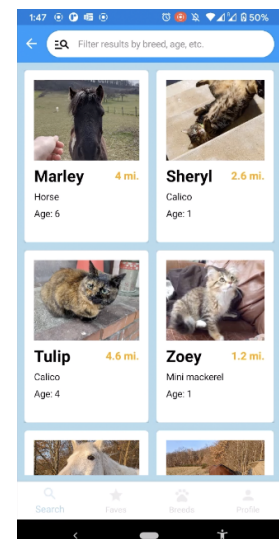 1:47
50%
Filter results by breed, age, etc.
Marley 4 mi.
Horse
Age: 6
Sheryl 2.6 mi.
Calico
Age: 1
Tulip 4.6 mi.
Calico
Age: 4
Zoey 1.2 mi.
Mini mackerel
Age: 1
Search
Faves
Breeds
Profile